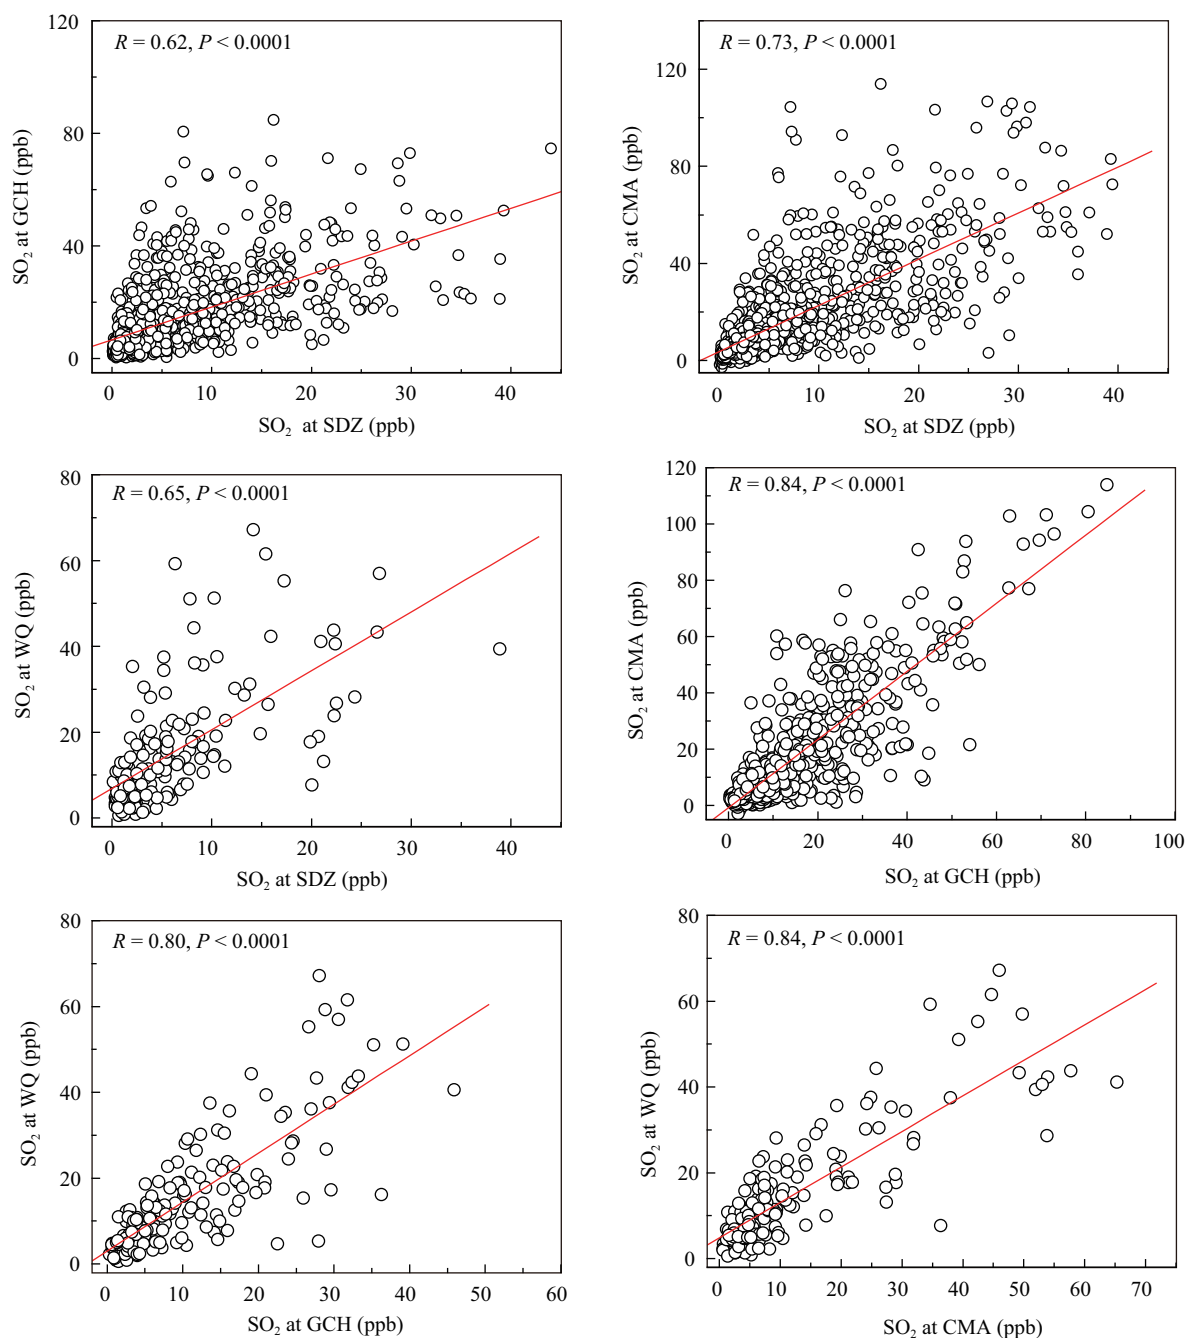 R = 0.62, P < 0.0001
120
80
40
0
SO₂ at GCH (ppb)
0 10 20 30 40
SO₂ at SDZ (ppb)
R = 0.73, P < 0.0001
120
80
40
0
SO₂ at CMA (ppb)
0 10 20 30 40
SO₂ at SDZ (ppb)
R = 0.65, P < 0.0001
80
60
40
20
0
SO₂ at WQ (ppb)
0 10 20 30 40
SO₂ at SDZ (ppb)
R = 0.84, P < 0.0001
120
100
80
60
40
20
0
SO₂ at CMA (ppb)
0 20 40 60 80 100
SO₂ at GCH (ppb)
R = 0.80, P < 0.0001
80
60
40
20
0
SO₂ at WQ (ppb)
0 10 20 30 40 50 60
SO₂ at GCH (ppb)
R = 0.84, P < 0.0001
80
60
40
20
0
SO₂ at WQ (ppb)
0 10 20 30 40 50 60 70
SO₂ at CMA (ppb)